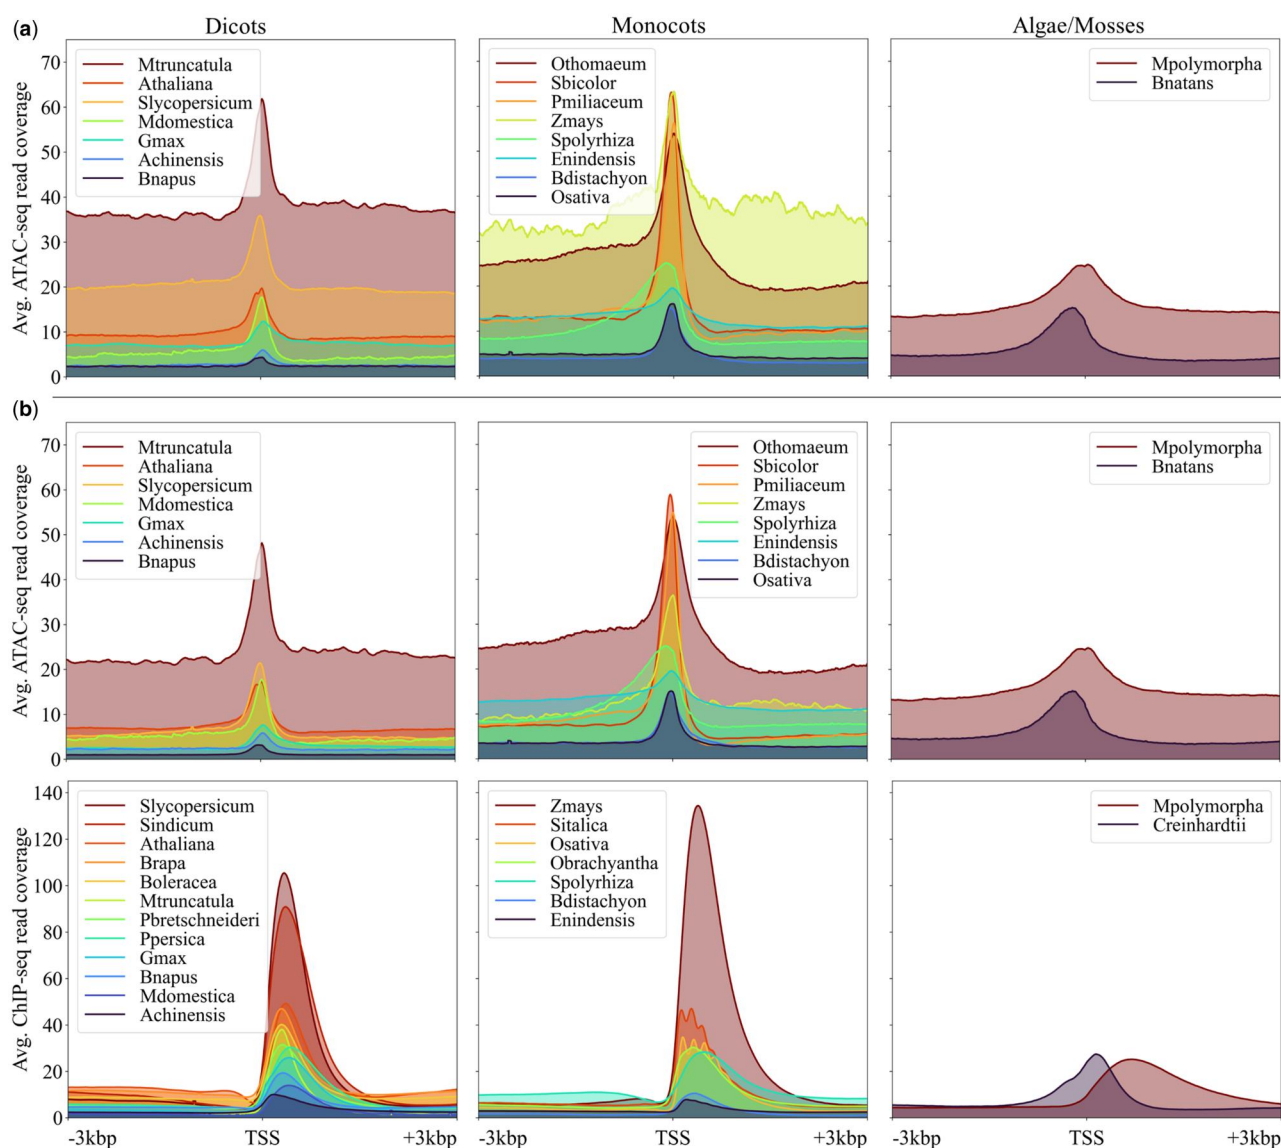 (a)
Dicots
Monocots
Algae/Mosses
Avg. ATAC-seq read coverage
70
60
50
40
30
20
10
0
Mtruncatula
Athaliana
Slycopersicum
Mdomestica
Gmax
Achinensis
Bnapus
Othomaeum
Sbicolor
Pmiliaceum
Zmays
Spolyrhiza
Enindensis
Bdistachyon
Osativa
Mpolymorpha
Bnatans
(b)
Avg. ATAC-seq read coverage
70
60
50
40
30
20
10
0
Mtruncatula
Athaliana
Slycopersicum
Mdomestica
Gmax
Achinensis
Bnapus
Othomaeum
Sbicolor
Pmiliaceum
Zmays
Spolyrhiza
Enindensis
Bdistachyon
Osativa
Mpolymorpha
Bnatans
Avg. ChIP-seq read coverage
140
120
100
80
60
40
20
0
Slycopersicum
Sindicum
Athaliana
Brapa
Boleracea
Mtruncatula
Pbretschneideri
Ppersica
Gmax
Bnapus
Mdomestica
Achinensis
Zmays
Sitalica
Osativa
Obrachyantha
Spolyrhiza
Bdistachyon
Enindensis
Mpolymorpha
Creinhardtii
-3kbp TSS +3kbp
-3kbp TSS +3kbp
-3kbp TSS +3kbp